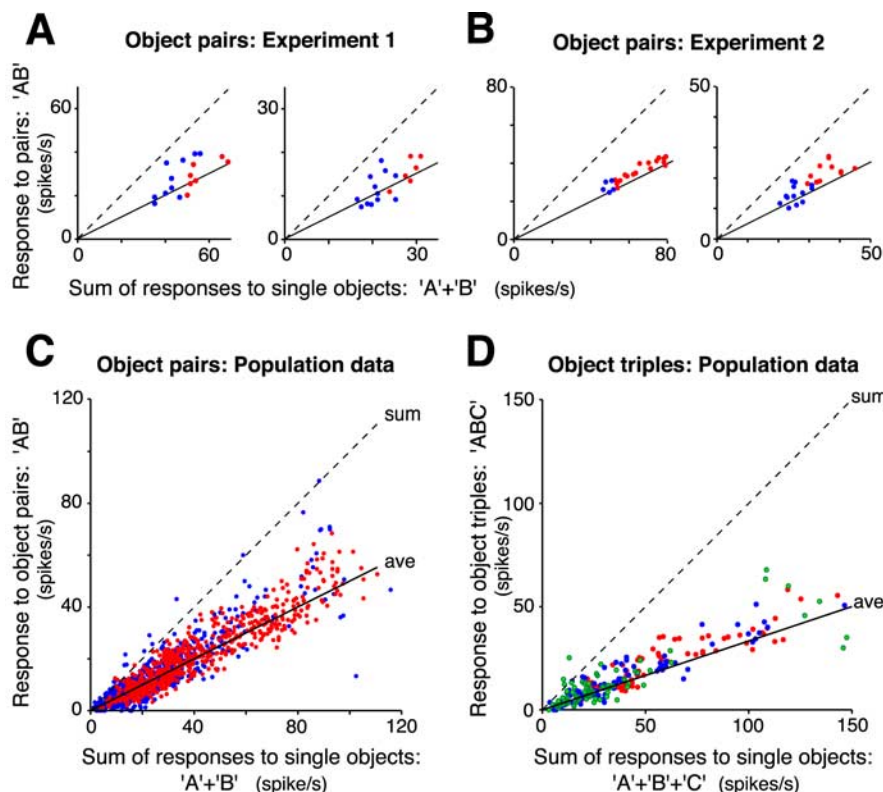 A
Object pairs: Experiment 1
B
Object pairs: Experiment 2
Response to pairs: 'AB'
(spikes/s)
60
0
0
60
30
0
0
30
80
0
0
80
50
0
0
50
Sum of responses to single objects: 'A'+'B' (spikes/s)
C
Object pairs: Population data
Response to object pairs: 'AB'
(spikes/s)
120
80
40
0
0
40
80
120
sum
ave
Sum of responses to single objects:
'A'+'B' (spike/s)
D
Object triples: Population data
Response to object triples: 'ABC'
(spikes/s)
150
100
50
0
0
50
100
150
sum
ave
Sum of responses to single objects:
'A'+'B'+'C' (spikes/s)